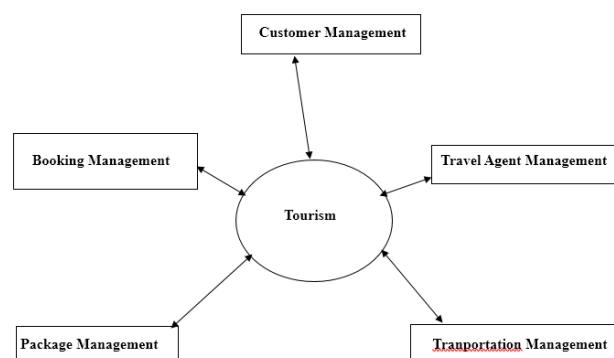 Customer Management
Booking Management
Travel Agent Management
Tourism
Package Management
Tranportation Management